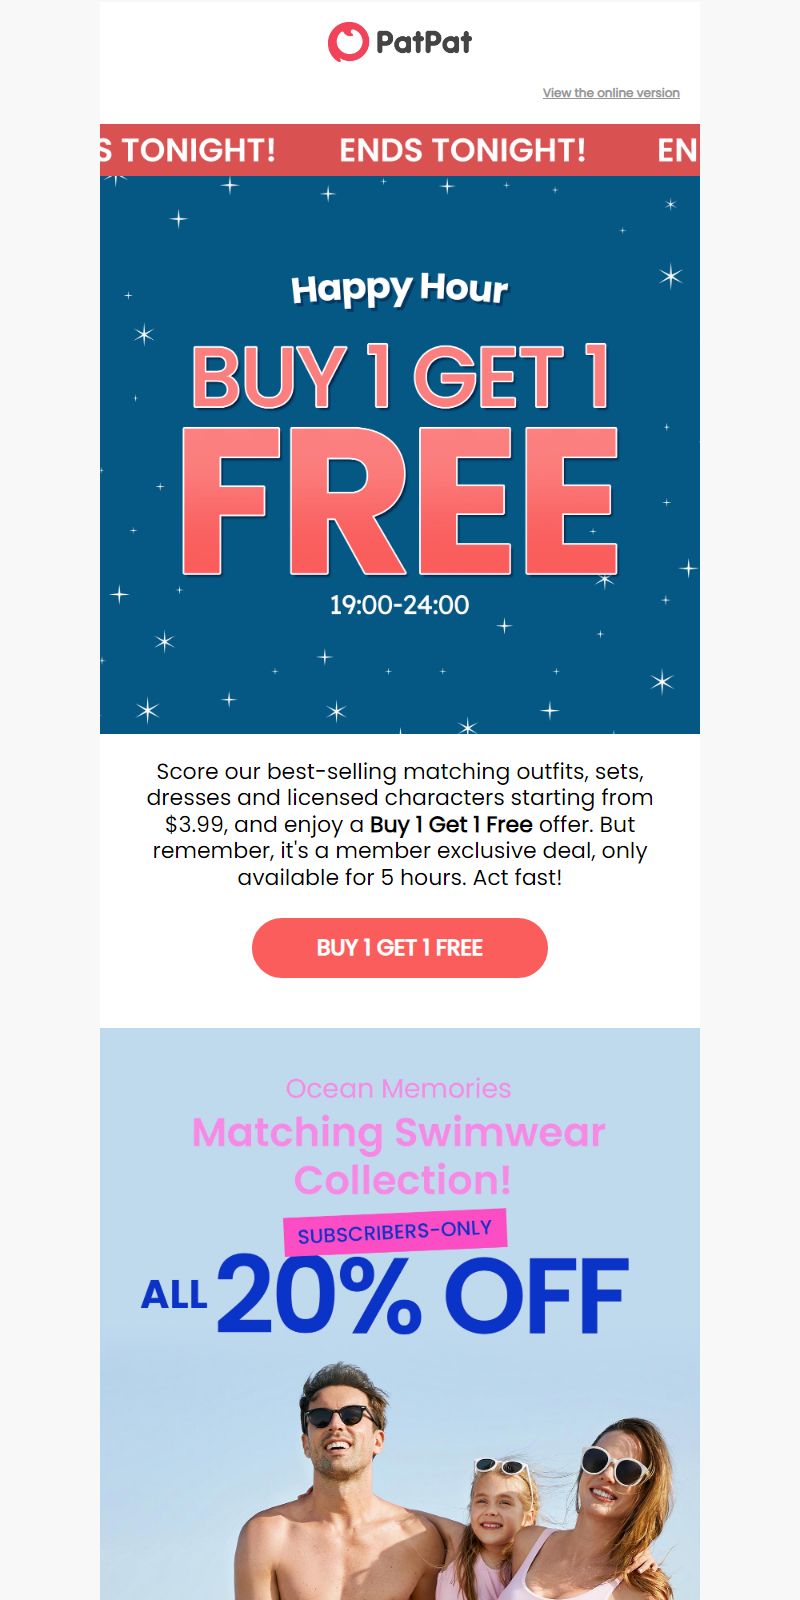 PatPat
View the online version
S TONIGHT! ENDS TONIGHT! EN
Happy Hour
BUY 1 GET 1
FREE
19:00-24:00
Score our best-selling matching outfits, sets,
dresses and licensed characters starting from
$3.99, and enjoy a Buy 1 Get 1 Free offer. But
remember, it's a member exclusive deal, only
available for 5 hours. Act fast!
BUY 1 GET 1 FREE
Ocean Memories
Matching Swimwear
Collection!
SUBSCRIBERS-ONLY
ALL 20% OFF